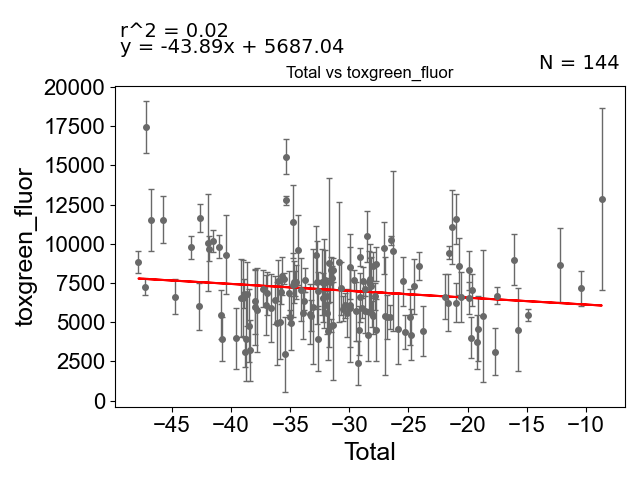 r^2 = 0.02
y = -43.89x + 5687.04
N = 144
Total vs toxgreen_fluor
20000
17500
15000
12500
10000
7500
5000
2500
0
toxgreen_fluor
−45 −40 −35 −30 −25 −20 −15 −10
Total